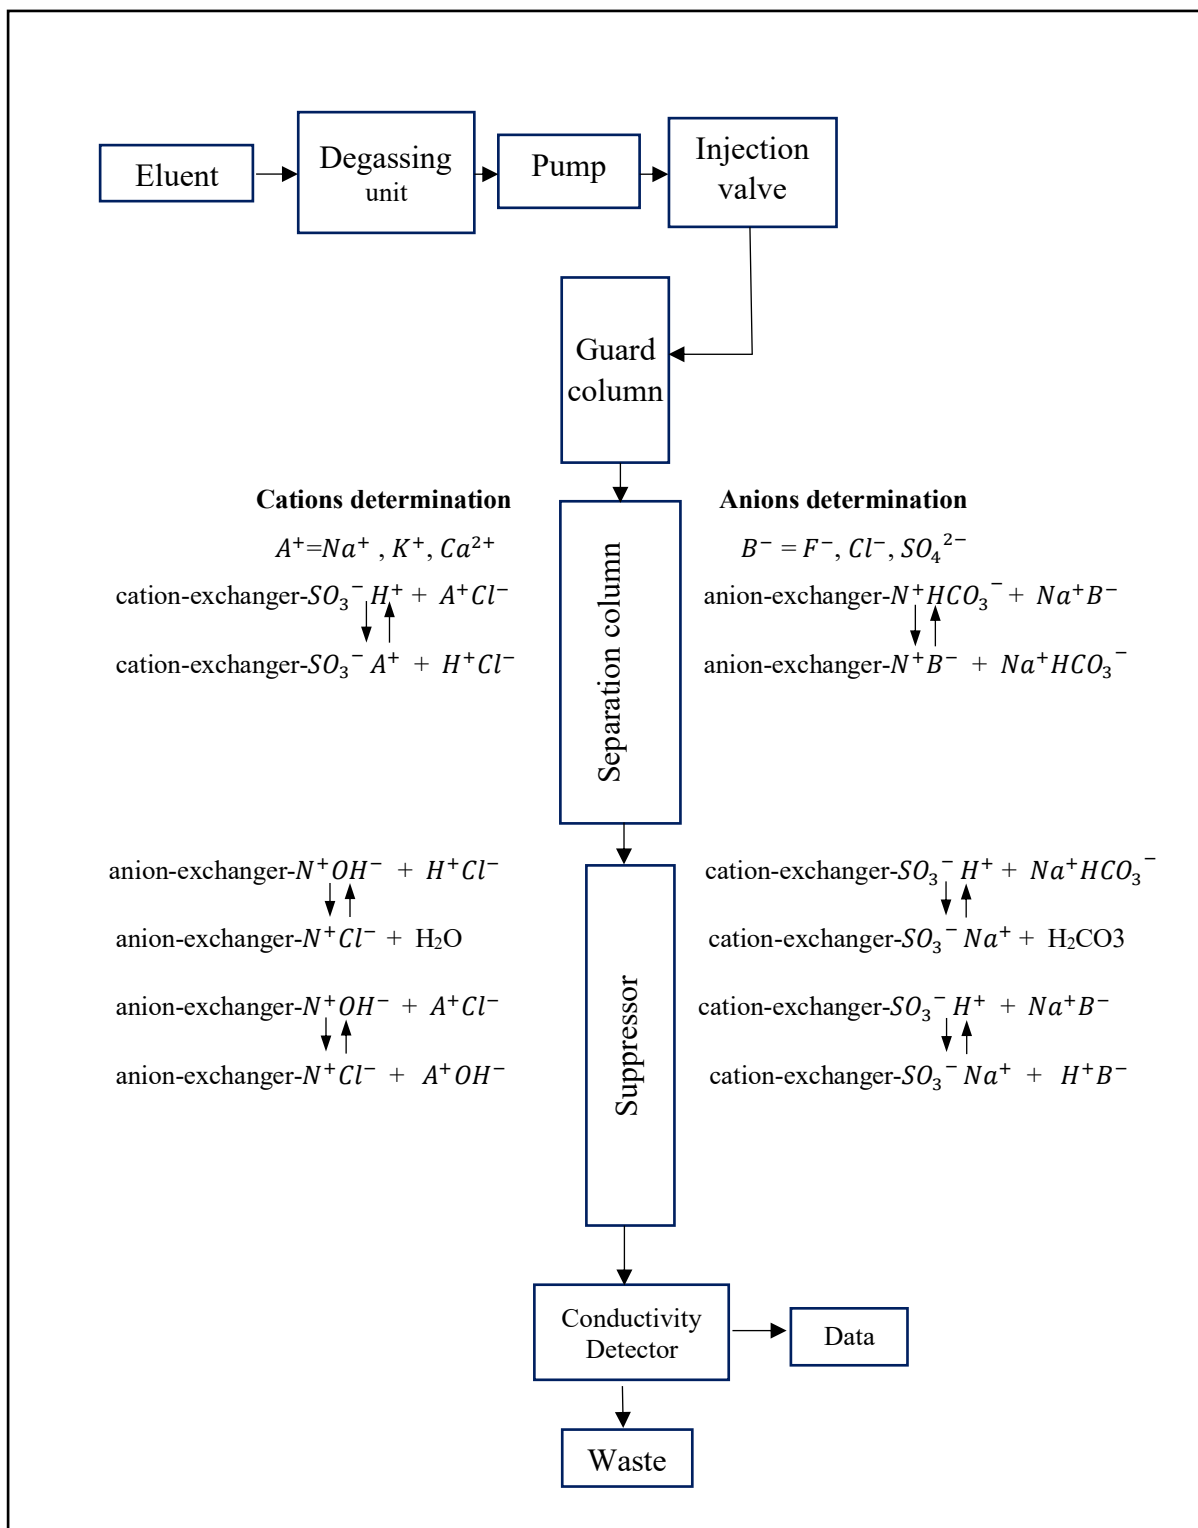 Eluent
Degassing
unit
Pump
Injection
valve
Guard
column
Cations determination
A⁺=Na⁺ , K⁺, Ca²⁺
cation-exchanger-SO₃⁻ H⁺ + A⁺Cl⁻
cation-exchanger-SO₃⁻ A⁺ + H⁺Cl⁻
Separation column
Anions determination
B⁻ = F⁻, Cl⁻, SO₄²⁻
anion-exchanger-N⁺HCO₃⁻ + Na⁺B⁻
anion-exchanger-N⁺B⁻ + Na⁺HCO₃⁻
anion-exchanger-N⁺OH⁻ + H⁺Cl⁻
anion-exchanger-N⁺Cl⁻ + H₂O
anion-exchanger-N⁺OH⁻ + A⁺Cl⁻
anion-exchanger-N⁺Cl⁻ + A⁺OH⁻
Suppressor
cation-exchanger-SO₃⁻ H⁺ + Na⁺HCO₃⁻
cation-exchanger-SO₃⁻ Na⁺ + H₂CO3
cation-exchanger-SO₃⁻ H⁺ + Na⁺B⁻
cation-exchanger-SO₃⁻ Na⁺ + H⁺B⁻
Conductivity
Detector
Data
Waste